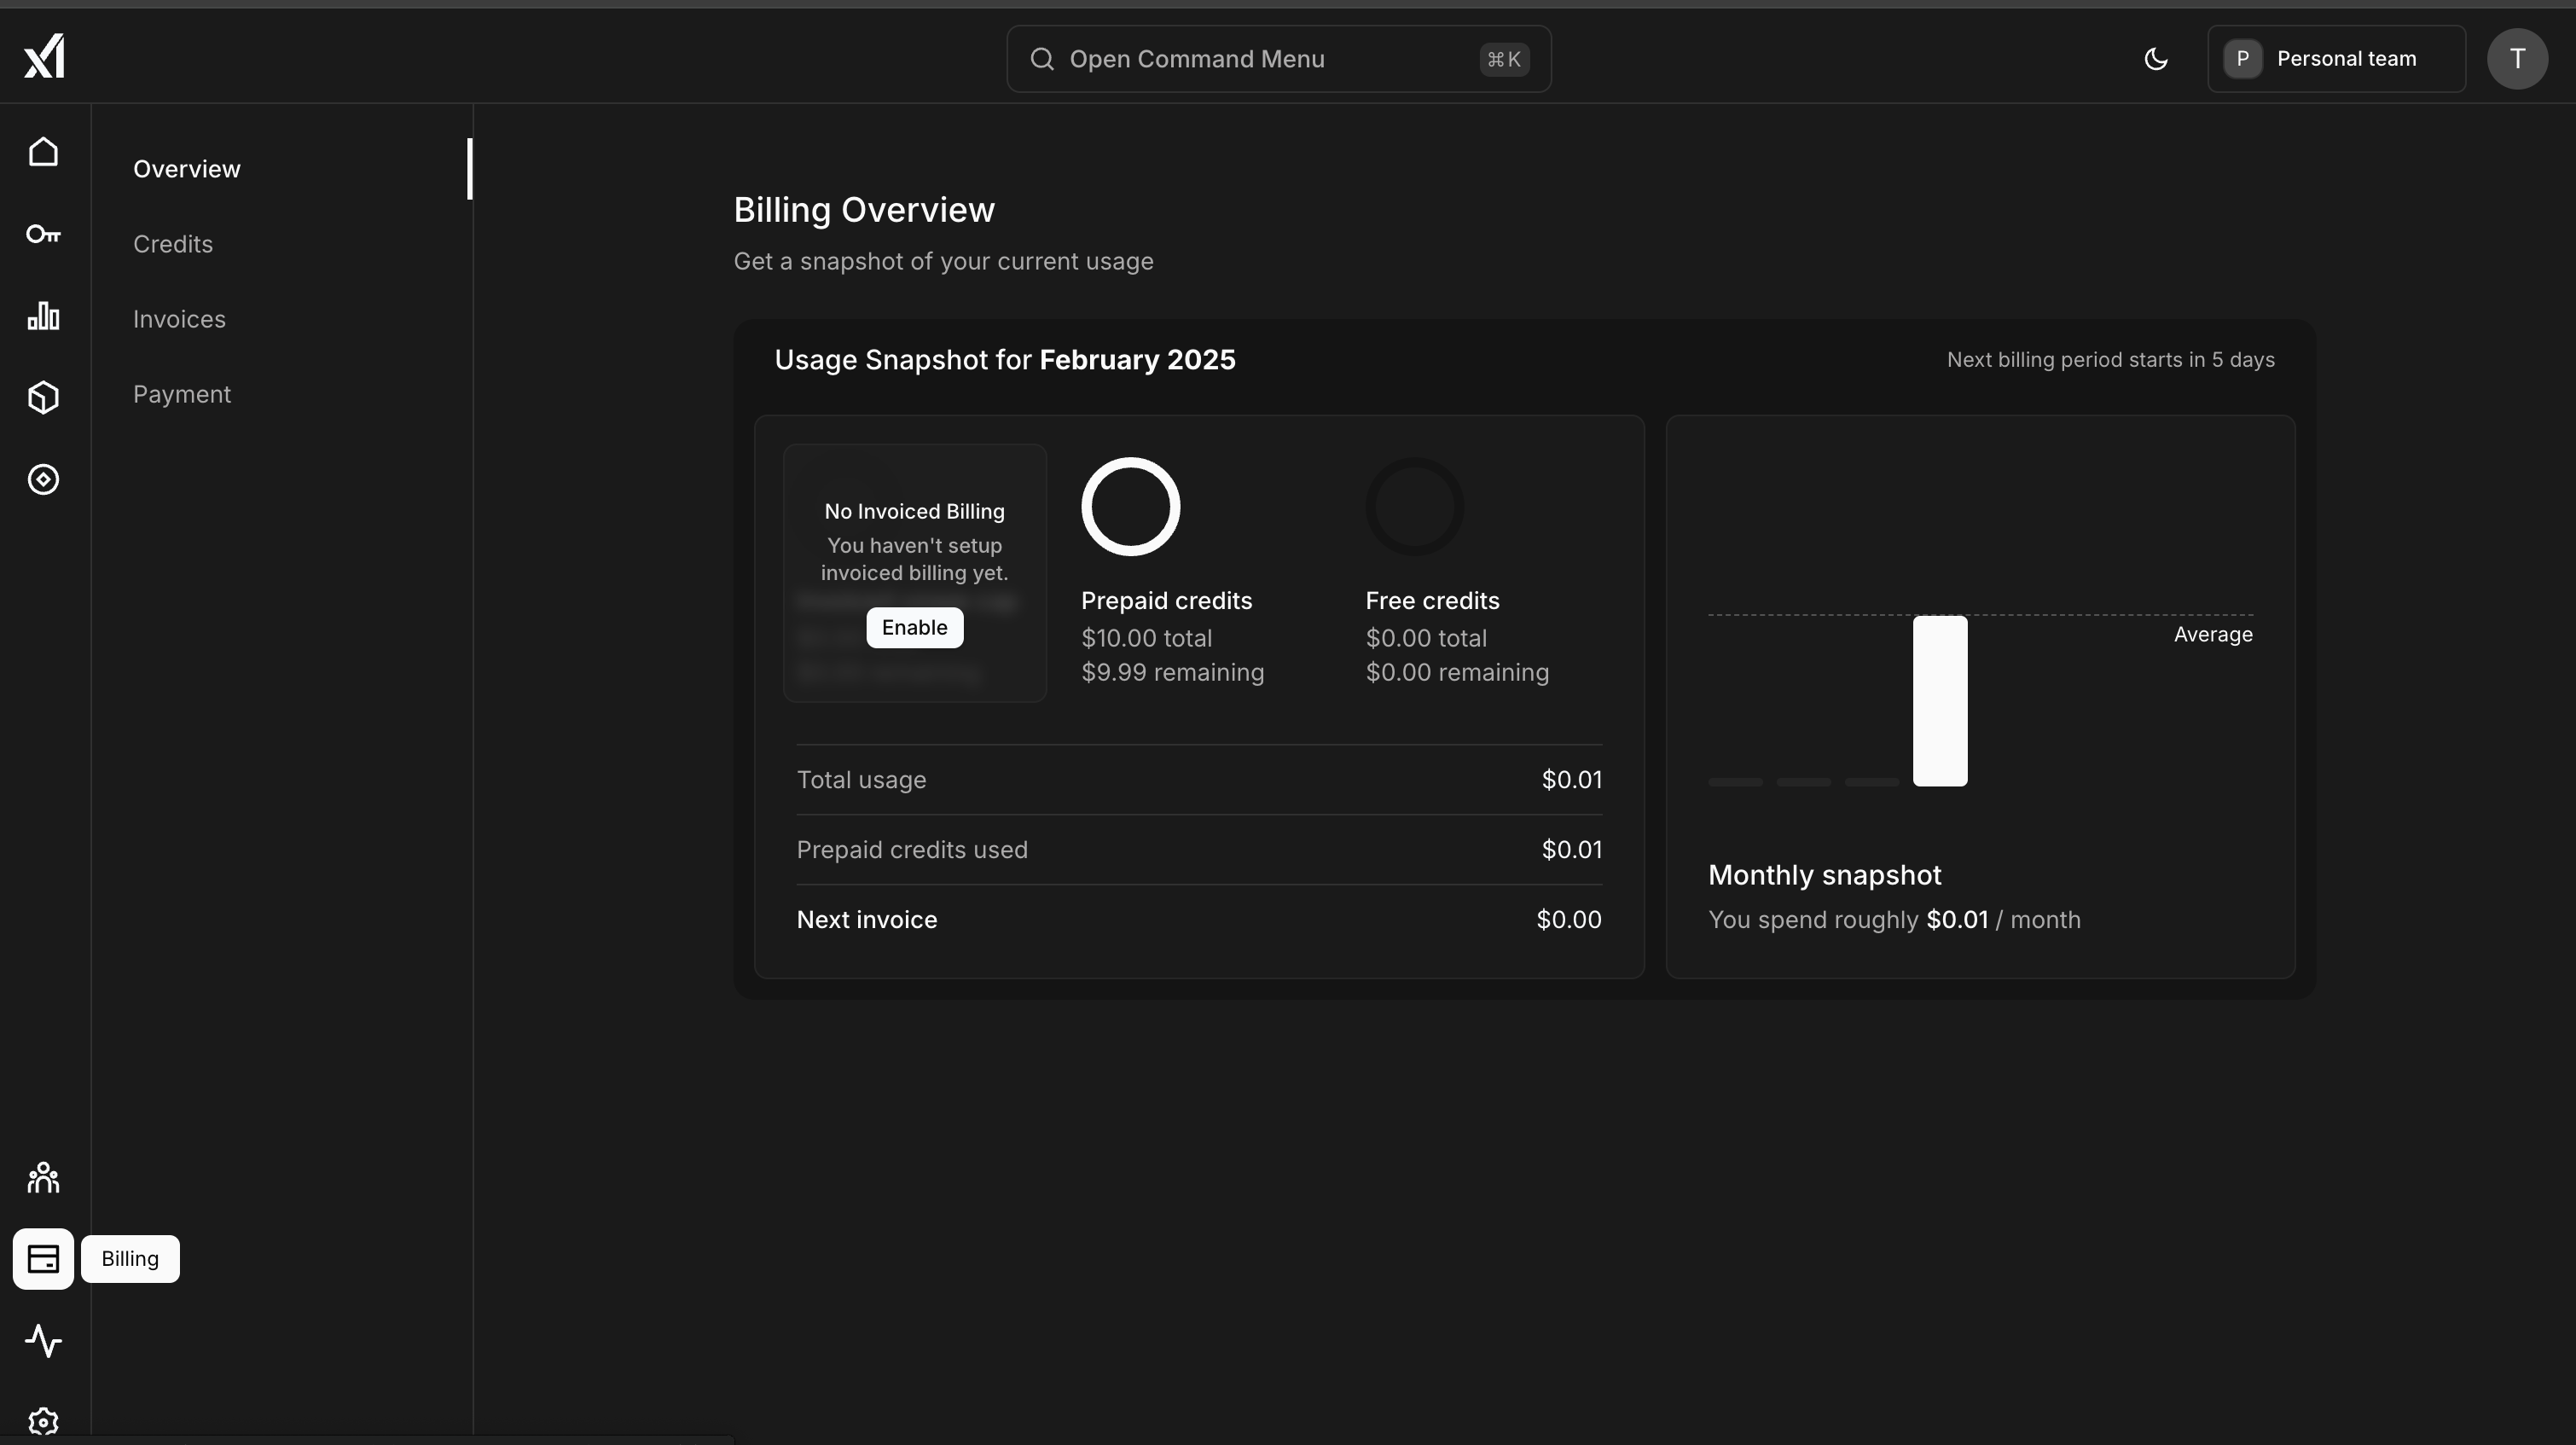 xI
Open Command Menu ⌘K
P Personal team
T
Overview
Credits
Invoices
Payment
Billing Overview
Get a snapshot of your current usage
Usage Snapshot for February 2025
Next billing period starts in 5 days
No Invoiced Billing
You haven't setup
invoiced billing yet.
Enable
Prepaid credits
$10.00 total
$9.99 remaining
Free credits
$0.00 total
$0.00 remaining
Total usage $0.01
Prepaid credits used $0.01
Next invoice $0.00
Average
Monthly snapshot
You spend roughly $0.01 / month
Billing